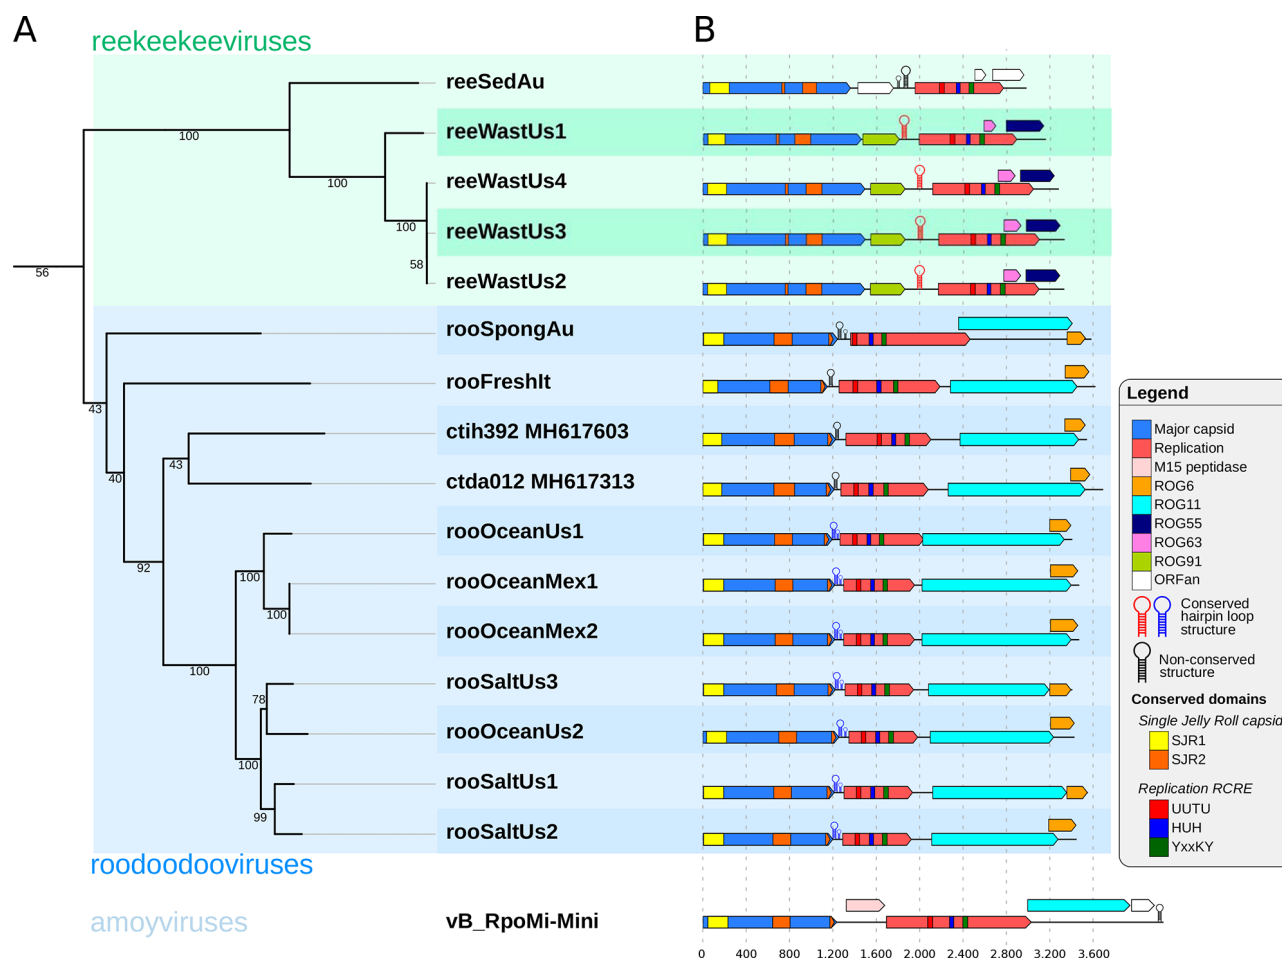 A
B
reekeekeeviruses
reeSedAu
reeWastUs1
reeWastUs4
reeWastUs3
reeWastUs2
rooSpongAu
rooFreshIt
ctih392 MH617603
ctda012 MH617313
rooOceanUs1
rooOceanMex1
rooOceanMex2
rooSaltUs3
rooOceanUs2
rooSaltUs1
rooSaltUs2
roodoodooviruses
amoyviruses
vB_RpoMi-Mini
100
100
100
58
56
43
40
43
92
100
100
100
78
100
99
0 400 800 1.200 1.600 2.000 2.400 2.800 3.200 3.600
Legend
Major capsid
Replication
M15 peptidase
ROG6
ROG11
ROG55
ROG63
ROG91
ORFan
Conserved
hairpin loop
structure
Non-conserved
structure
Conserved domains
Single Jelly Roll capsid
SJR1
SJR2
Replication RCRE
UUTU
HUH
YxxKY